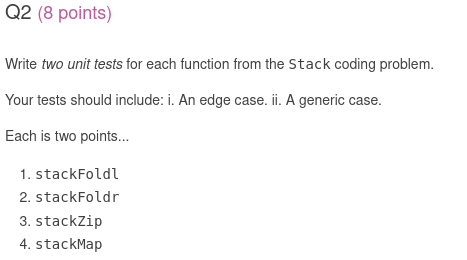 Q2 (8 points)
Write two unit tests for each function from the Stack coding problem.
Your tests should include: i. An edge case. ii. A generic case.
Each is two points...
1. stackFoldl
2. stackFoldr
3. stackZip
4. stackMap